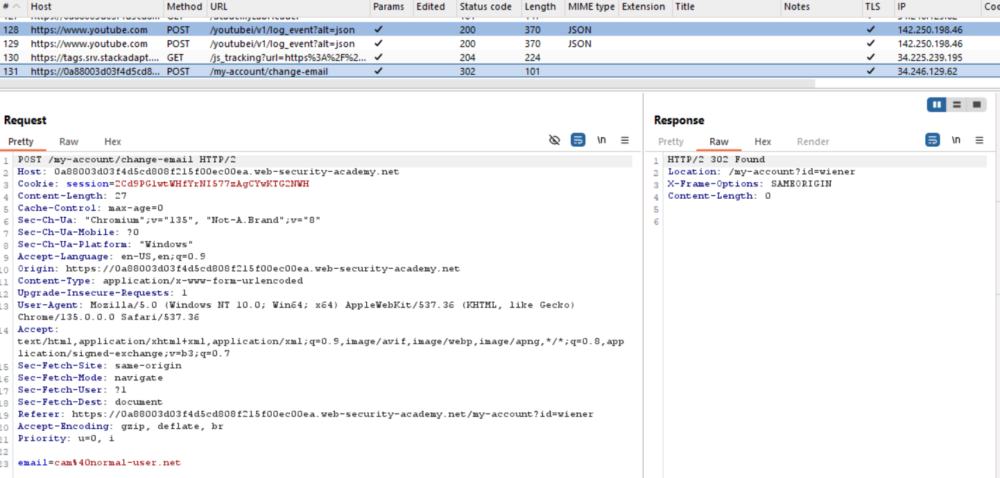 # Host Method URL Params Edited Status code Length MIME type Extension Title Notes TLS IP
128 https://www.youtube.com POST /youtubei/v1/log_event?alt=json ✓ 200 370 JSON ✓ 142.250.198.46
129 https://www.youtube.com POST /youtubei/v1/log_event?alt=json ✓ 200 370 JSON ✓ 142.250.198.46
130 https://tags.srv.stackadapt.... GET /js_tracking?url=https%3A%2F%2... ✓ 204 224 ✓ 34.225.239.195
131 https://0a88003d03f4d5cd8... POST /my-account/change-email ✓ 302 101 ✓ 34.246.129.62
Request
Pretty Raw Hex \n
1 POST /my-account/change-email HTTP/2
2 Host: 0a88003d03f4d5cd808f215f00ec00ea.web-security-academy.net
3 Cookie: session=2Cd9PGlwtWHfYrNI577zAgCYwKTG2NWH
4 Content-Length: 27
5 Cache-Control: max-age=0
6 Sec-Ch-Ua: "Chromium";v="135", "Not-A.Brand";v="8"
7 Sec-Ch-Ua-Mobile: ?0
8 Sec-Ch-Ua-Platform: "Windows"
9 Accept-Language: en-US,en;q=0.9
10 Origin: https://0a88003d03f4d5cd808f215f00ec00ea.web-security-academy.net
11 Content-Type: application/x-www-form-urlencoded
12 Upgrade-Insecure-Requests: 1
13 User-Agent: Mozilla/5.0 (Windows NT 10.0; Win64; x64) AppleWebKit/537.36 (KHTML, like Gecko)
Chrome/135.0.0.0 Safari/537.36
14 Accept:
text/html,application/xhtml+xml,application/xml;q=0.9,image/avif,image/webp,image/apng,*/*;q=0.8,app
lication/signed-exchange;v=b3;q=0.7
15 Sec-Fetch-Site: same-origin
16 Sec-Fetch-Mode: navigate
17 Sec-Fetch-User: ?1
18 Sec-Fetch-Dest: document
19 Referer: https://0a88003d03f4d5cd808f215f00ec00ea.web-security-academy.net/my-account?id=wiener
20 Accept-Encoding: gzip, deflate, br
21 Priority: u=0, i
22
23 email=cam%40normal-user.net
Response
Pretty Raw Hex Render \n
1 HTTP/2 302 Found
2 Location: /my-account?id=wiener
3 X-Frame-Options: SAMEORIGIN
4 Content-Length: 0
5
6